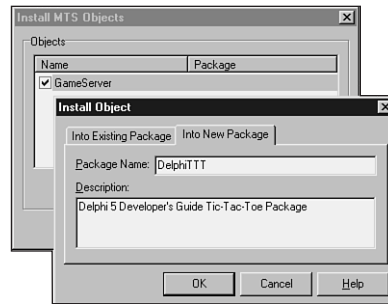 Install MTS Objects
Objects
Name Package
GameServer
Install Object
Into Existing Package Into New Package
Package Name: DelphiTTT
Description:
Delphi 5 Developer's Guide Tic-Tac-Toe Package
OK Cancel Help